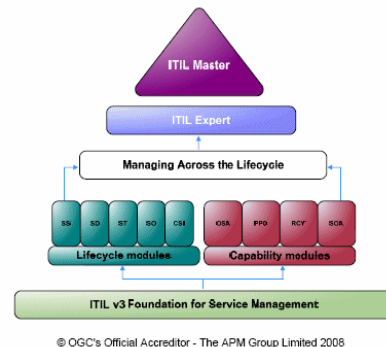 ITIL Master
ITIL Expert
Managing Across the Lifecycle
SS SD ST SO CSI OSA PPO RCV SOA
Lifecycle modules Capability modules
ITIL v3 Foundation for Service Management
© OGC's Official Accreditor - The APM Group Limited 2008